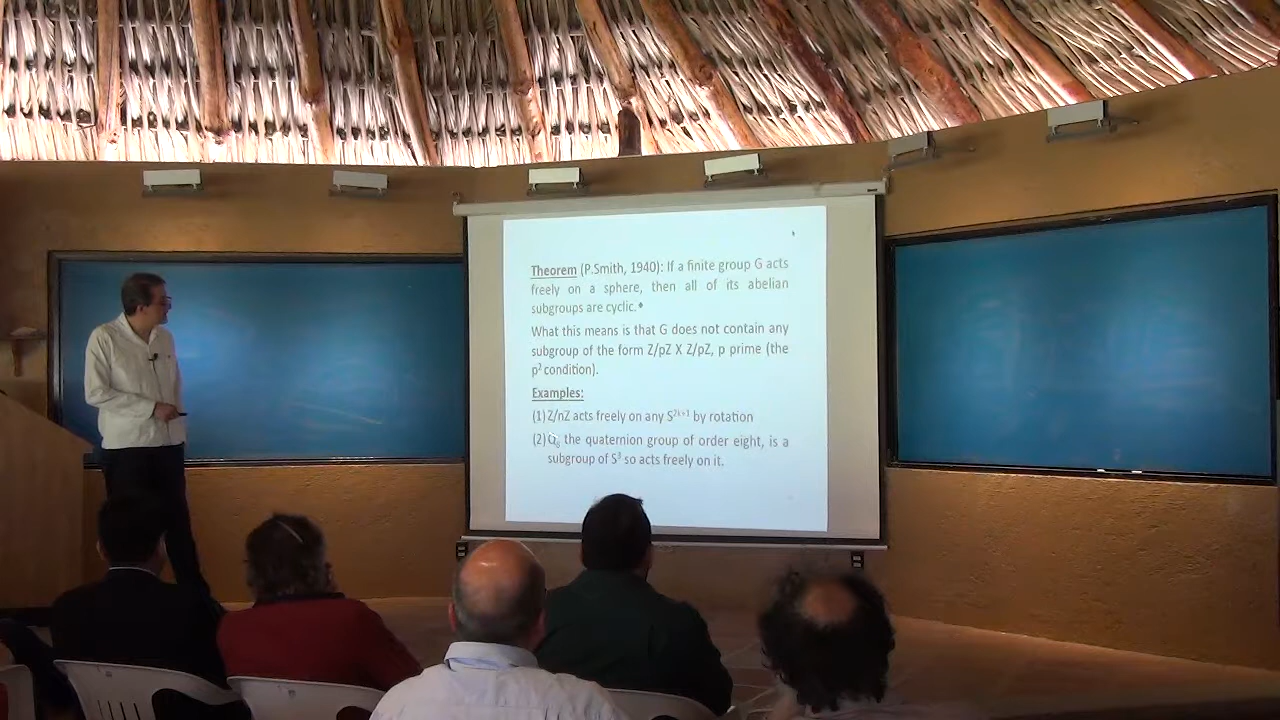 Theorem (P.Smith, 1940): If a finite group G acts
freely on a sphere, then all of its abelian
subgroups are cyclic.
What this means is that G does not contain any
subgroup of the form Z/pZ X Z/pZ, p prime (the
p² condition).
Examples:
(1) Z/nZ acts freely on any S²ᵏ⁺¹ by rotation
(2) Q₈ the quaternion group of order eight, is a
subgroup of S³ so acts freely on it.